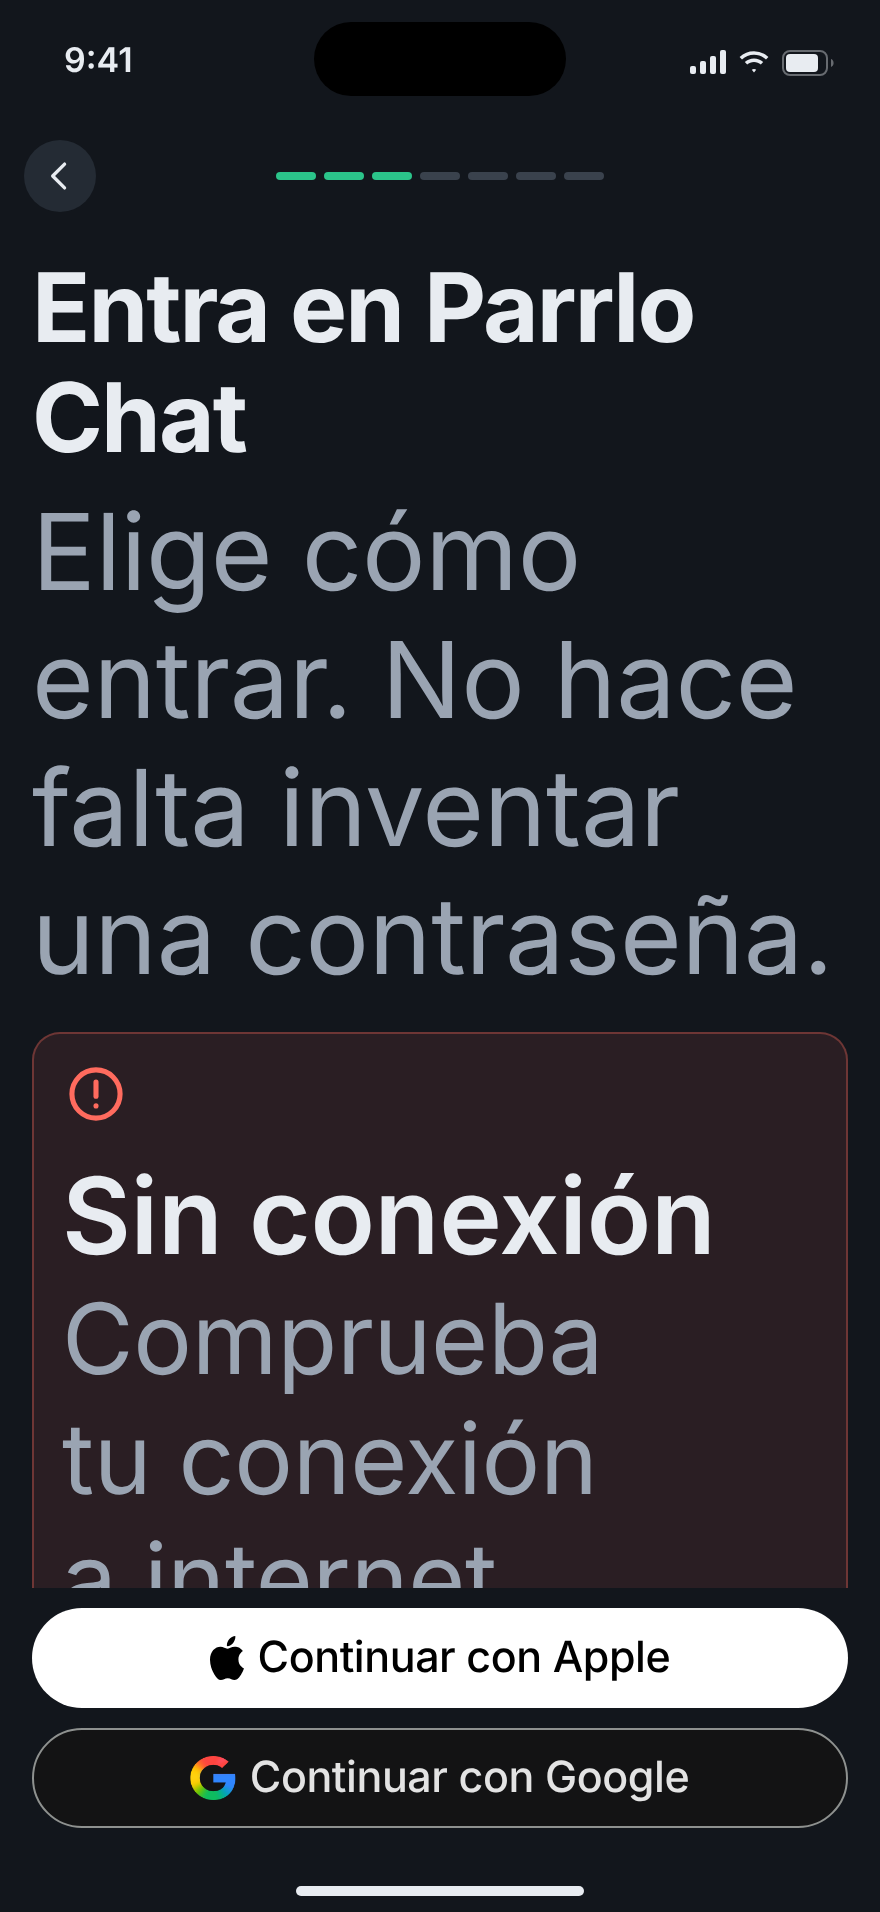 9:41
Entra en Parrlo
Chat
Elige cómo
entrar. No hace
falta inventar
una contraseña.
Sin conexión
Comprueba
tu conexión
a internet
Continuar con Apple
Continuar con Google